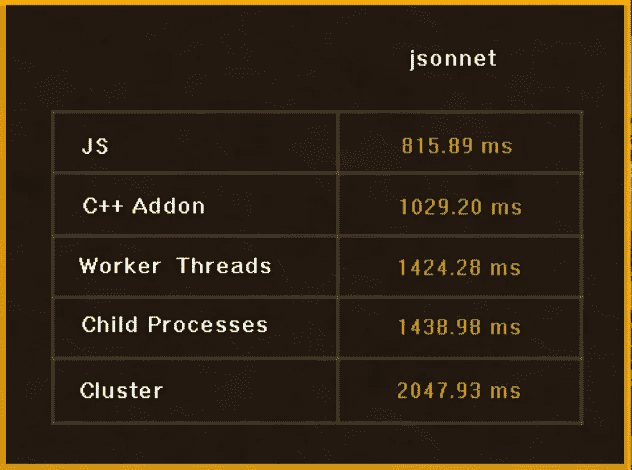 jsonnet
JS 815.89 ms
C++ Addon 1029.20 ms
Worker Threads 1424.28 ms
Child Processes 1438.98 ms
Cluster 2047.93 ms